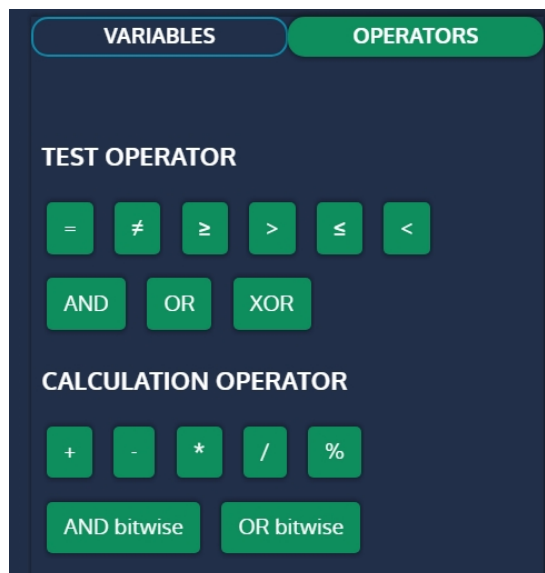 VARIABLES OPERATORS
TEST OPERATOR
= ≠ ≥ > ≤ <
AND OR XOR
CALCULATION OPERATOR
+ - * / %
AND bitwise OR bitwise